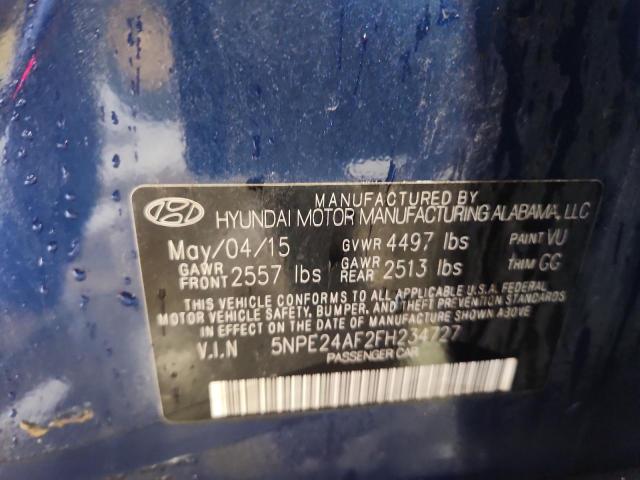 MANUFACTURED BY
HYUNDAI MOTOR MANUFACTURING ALABAMA, LLC
May/04/15 GVWR 4497 lbs PAINT VU
GAWR FRONT 2557 lbs GAWR REAR 2513 lbs TRIM GG
THIS VEHICLE CONFORMS TO ALL APPLICABLE U.S.A. FEDERAL
MOTOR VEHICLE SAFETY, BUMPER, AND THEFT PREVENTION STANDARDS
IN EFFECT ON THE DATE OF MANUFACTURE SHOWN ABOVE
V.I.N 5NPE24AF2FH234727
PASSENGER CAR